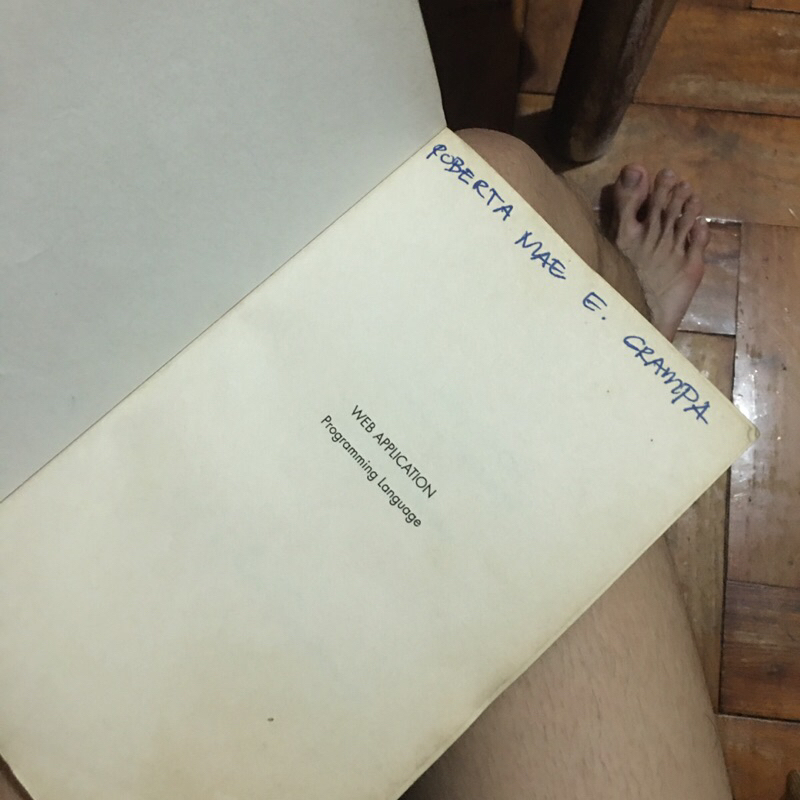 ROBERTA MAE E. CRAMPA
WEB APPLICATION
Programming Language